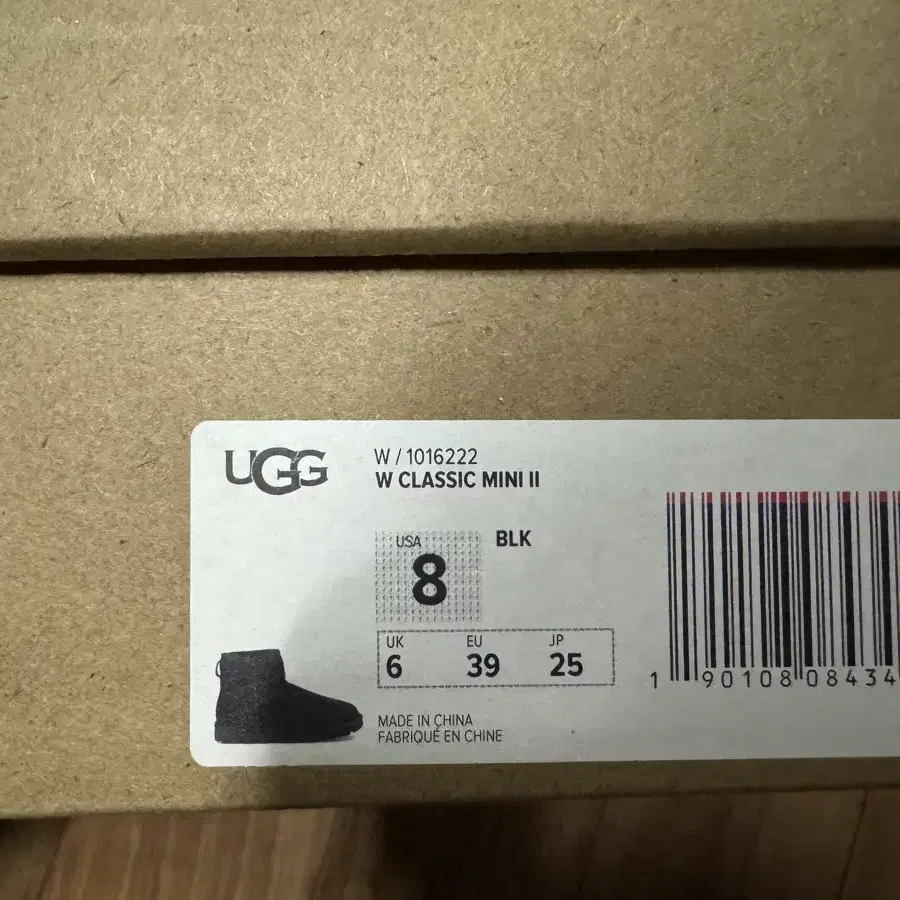 UGG
W / 1016222
W CLASSIC MINI II
USA
8
BLK
UK EU JP
6 39 25
MADE IN CHINA
FABRIQUÉ EN CHINE
1 90108 08434